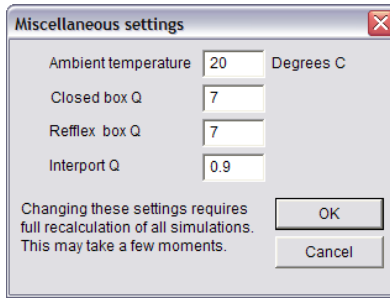 Miscellaneous settings
Ambient temperature 20 Degrees C
Closed box Q 7
Refflex box Q 7
Interport Q 0.9
Changing these settings requires
full recalculation of all simulations.
This may take a few moments.
OK
Cancel